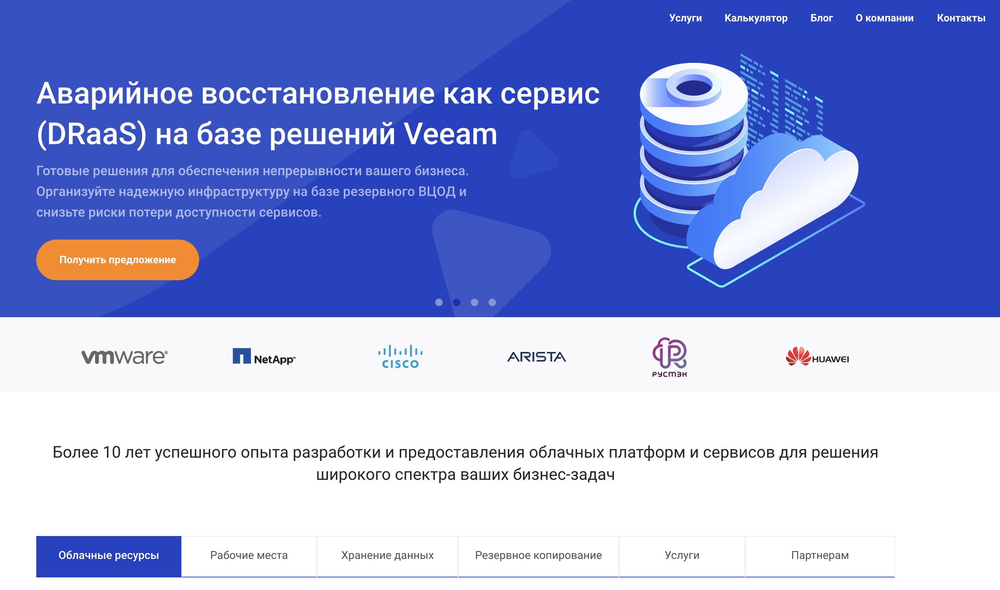 Услуги Калькулятор Блог О компании Контакты
Аварийное восстановление как сервис
(DRaaS) на базе решений Veeam
Готовые решения для обеспечения непрерывности вашего бизнеса.
Организуйте надежную инфраструктуру на базе резервного ВЦОД и
снизьте риски потери доступности сервисов.
Получить предложение
vmware® NetApp™ CISCO ARISTA РУСТЭК HUAWEI
Более 10 лет успешного опыта разработки и предоставления облачных платформ и сервисов для решения
широкого спектра ваших бизнес-задач
Облачные ресурсы Рабочие места Хранение данных Резервное копирование Услуги Партнерам